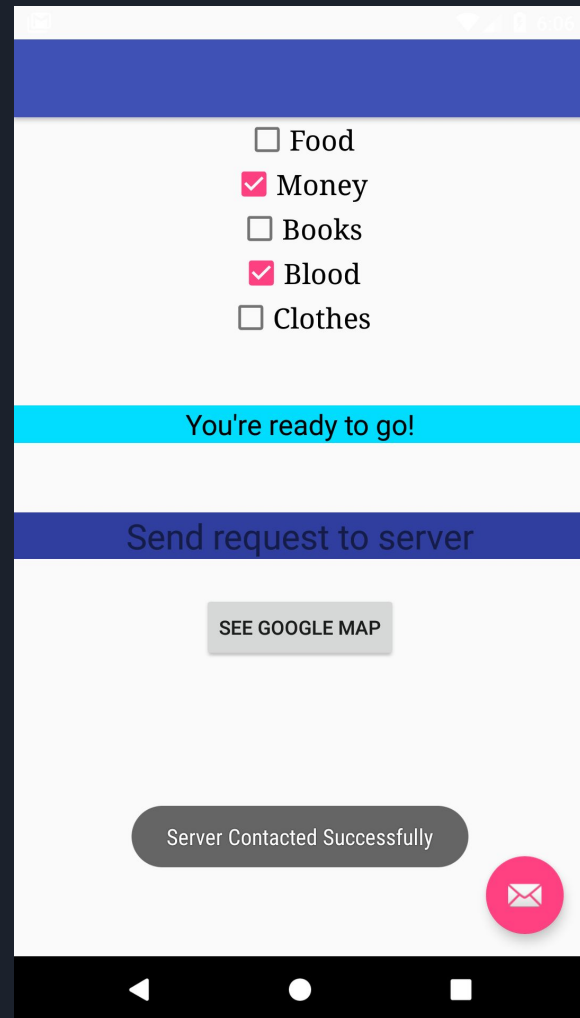 Food
Money
Books
Blood
Clothes
You're ready to go!
Send request to server
SEE GOOGLE MAP
Server Contacted Successfully